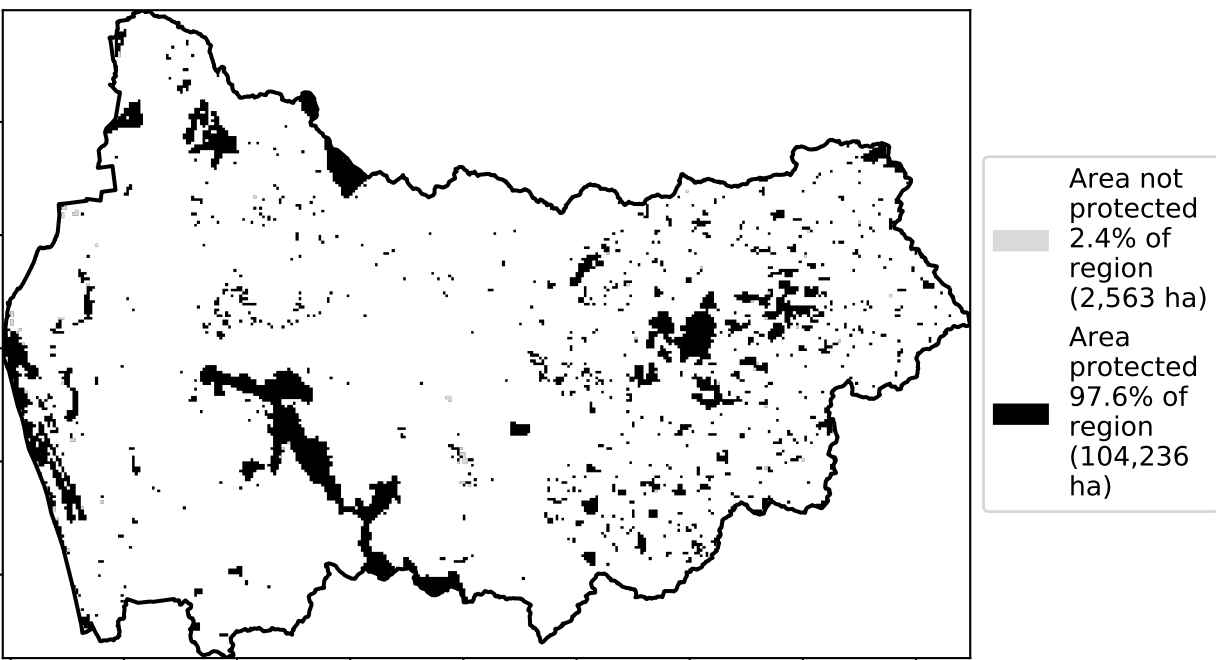 Area not
protected
2.4% of
region
(2,563 ha)
Area
protected
97.6% of
region
(104,236
ha)